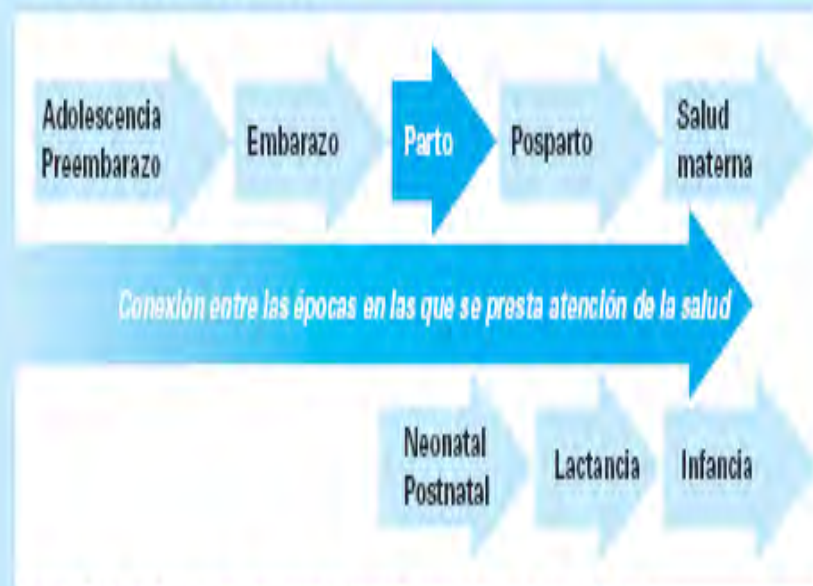 Adolescencia
Preembarazo
Embarazo
Parto
Posparto
Salud
materna
Conexión entre las épocas en las que se presta atención de la salud
Neonatal
Postnatal
Lactancia
Infancia